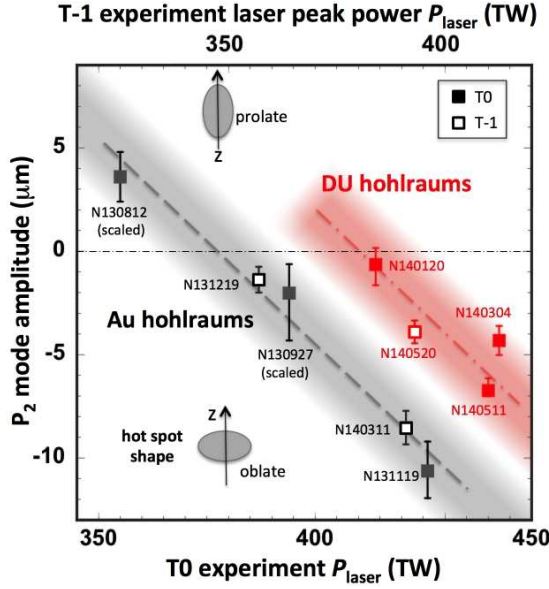 T-1 experiment laser peak power P_laser (TW)
350 400
T0
T-1
z
prolate
DU hohlraums
5
N130812
(scaled)
0
N140120
N131219
N140304
Au hohlraums
N140520
N130927
(scaled)
-5
N140511
z
N140311
hot spot
shape
oblate
N131119
-10
P₂ mode amplitude (μm)
350 400 450
T0 experiment P_laser (TW)